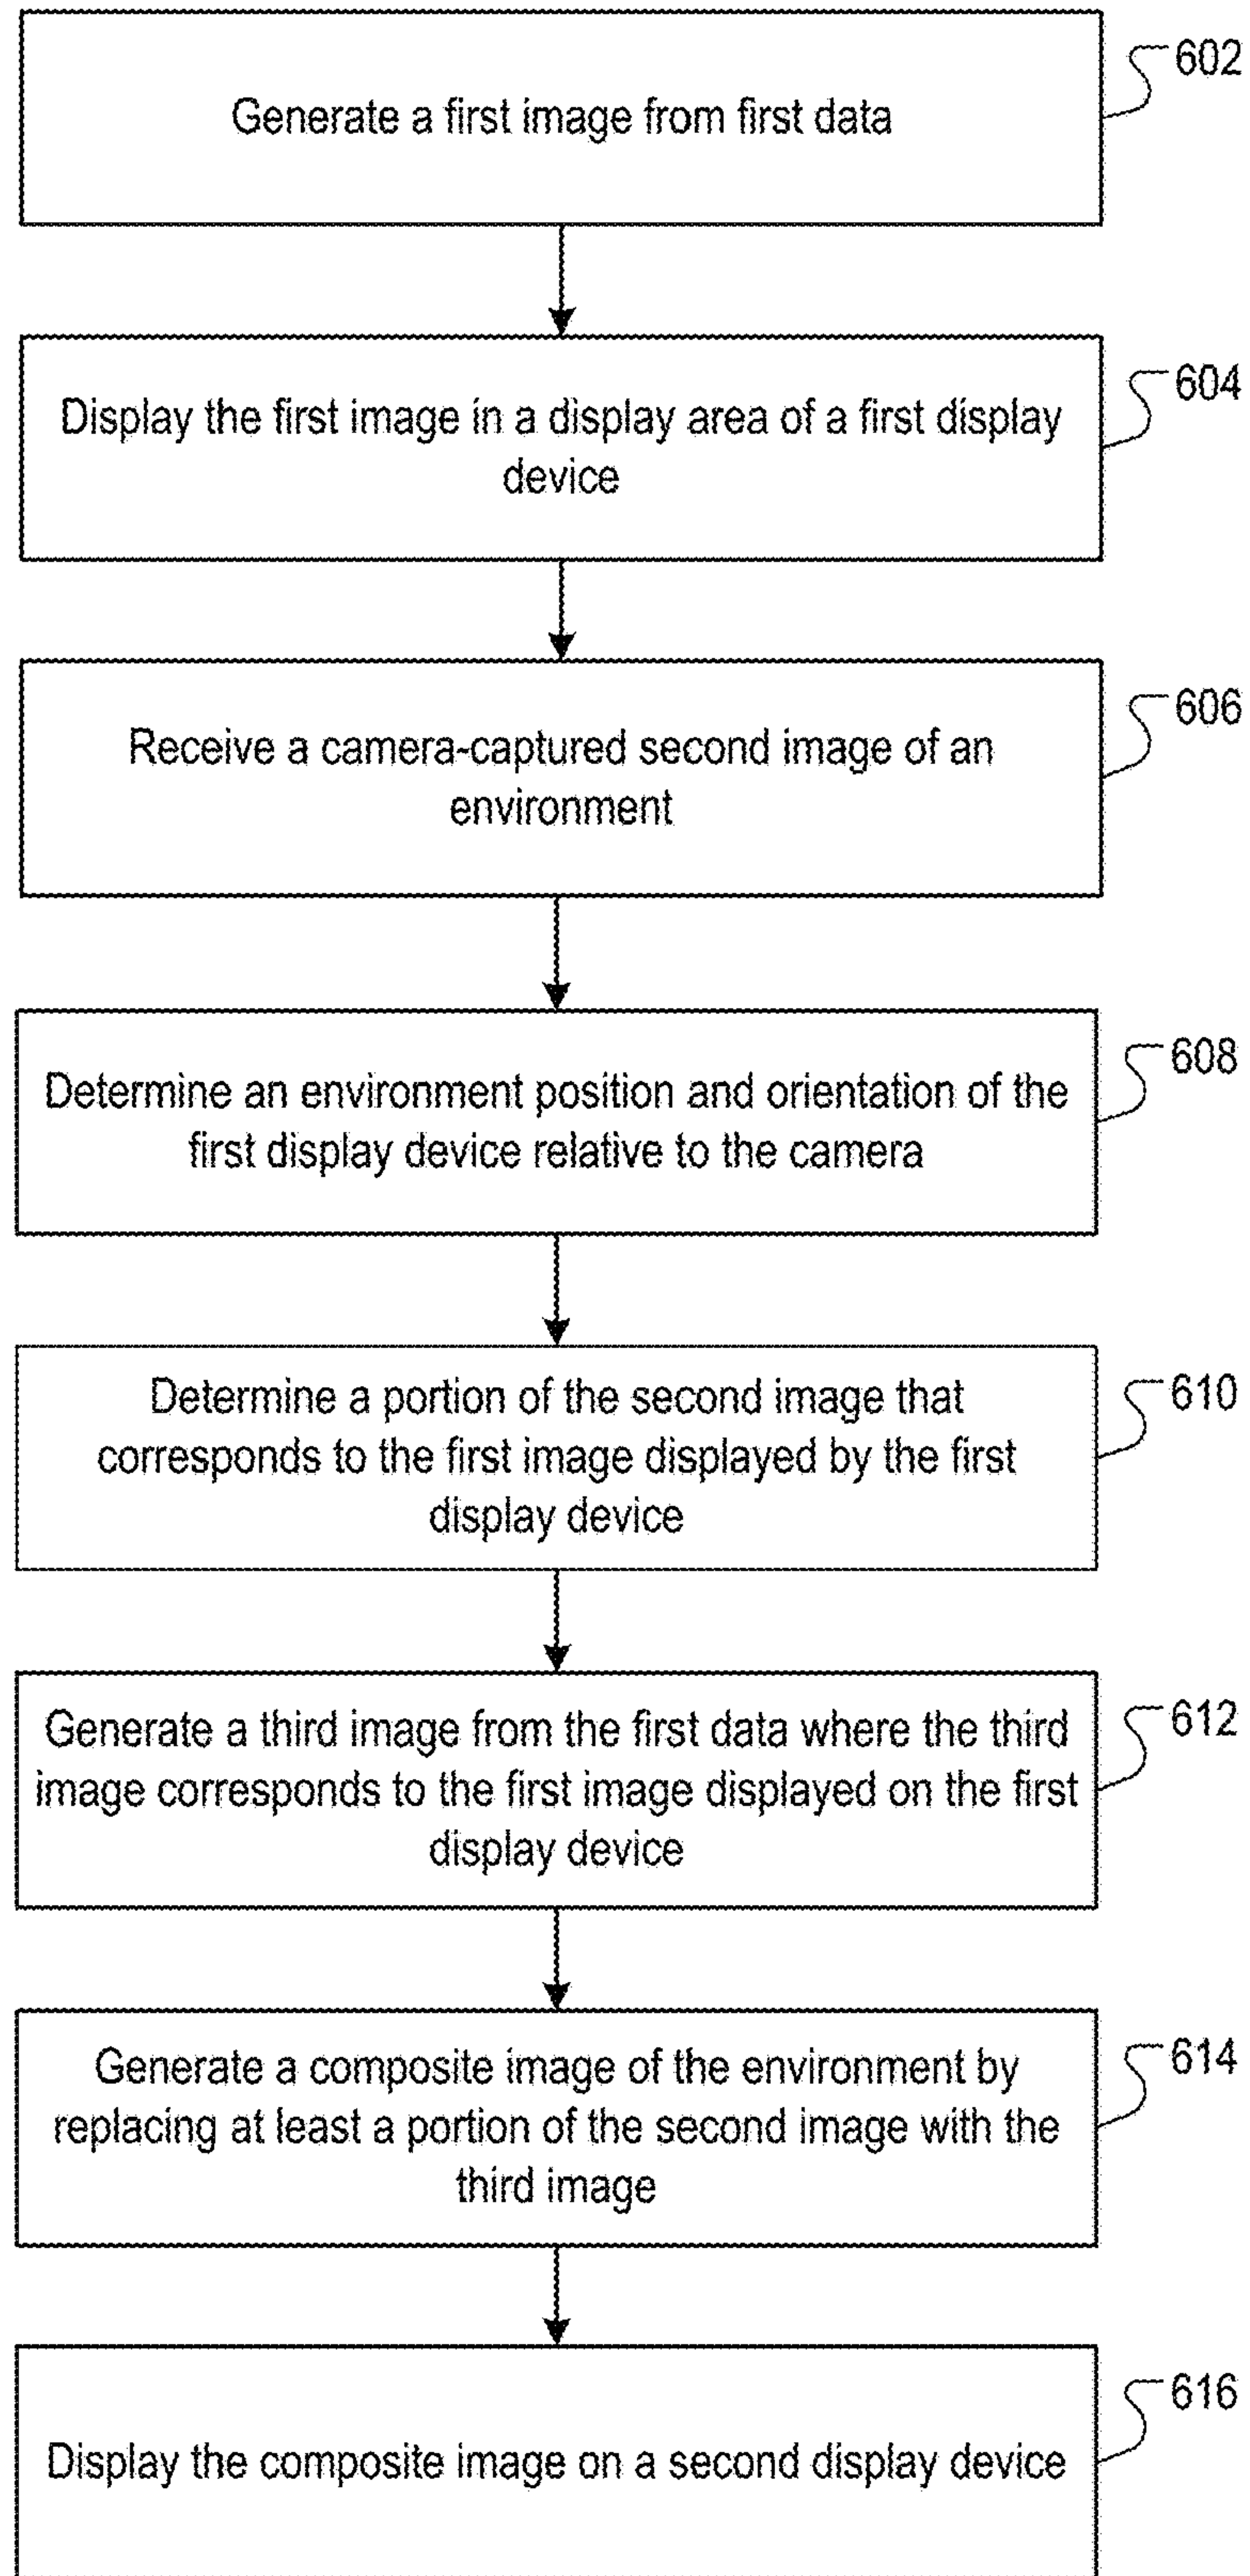 602
Generate a first image from first data
604
Display the first image in a display area of a first display
device
606
Receive a camera-captured second image of an
environment
608
Determine an environment position and orientation of the
first display device relative to the camera
610
Determine a portion of the second image that
corresponds to the first image displayed by the first
display device
612
Generate a third image from the first data where the third
image corresponds to the first image displayed on the first
display device
614
Generate a composite image of the environment by
replacing at least a portion of the second image with the
third image
616
Display the composite image on a second display device